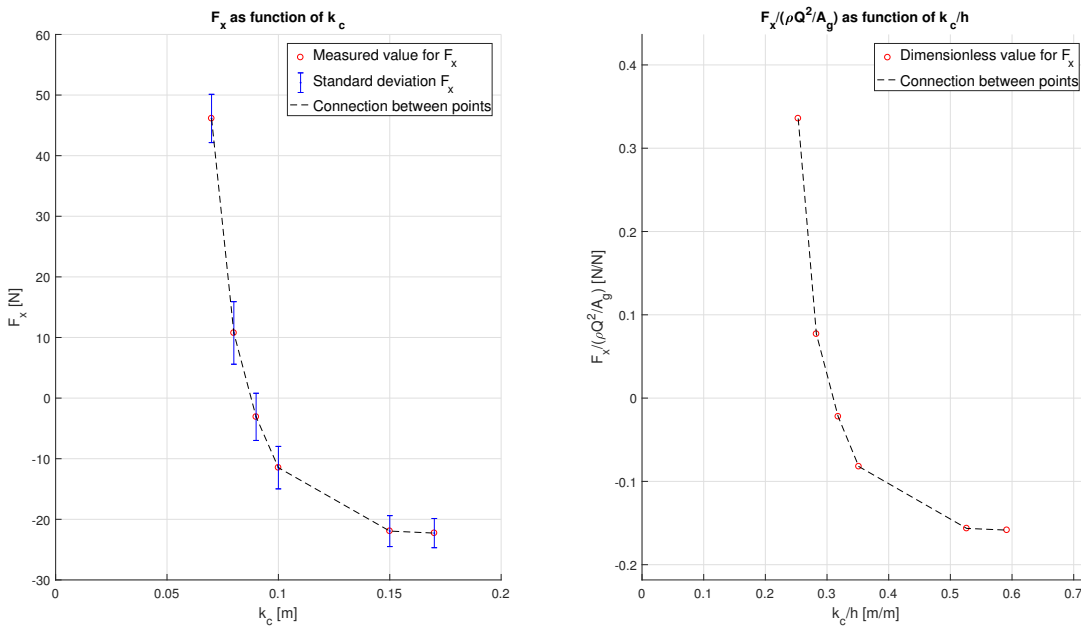 F_x as function of k_c
60
50
40
30
20
10
0
-10
-20
-30
0
0.05
0.1
0.15
0.2
F_x [N]
k_c [m]
Measured value for F_x
Standard deviation F_x
Connection between points
F_x/(ρQ²/A_g) as function of k_c/h
0.4
0.3
0.2
0.1
0
-0.1
-0.2
0
0.1
0.2
0.3
0.4
0.5
0.6
0.7
F_x/(ρQ²/A_g) [N/N]
k_c/h [m/m]
Dimensionless value for F_x
Connection between points